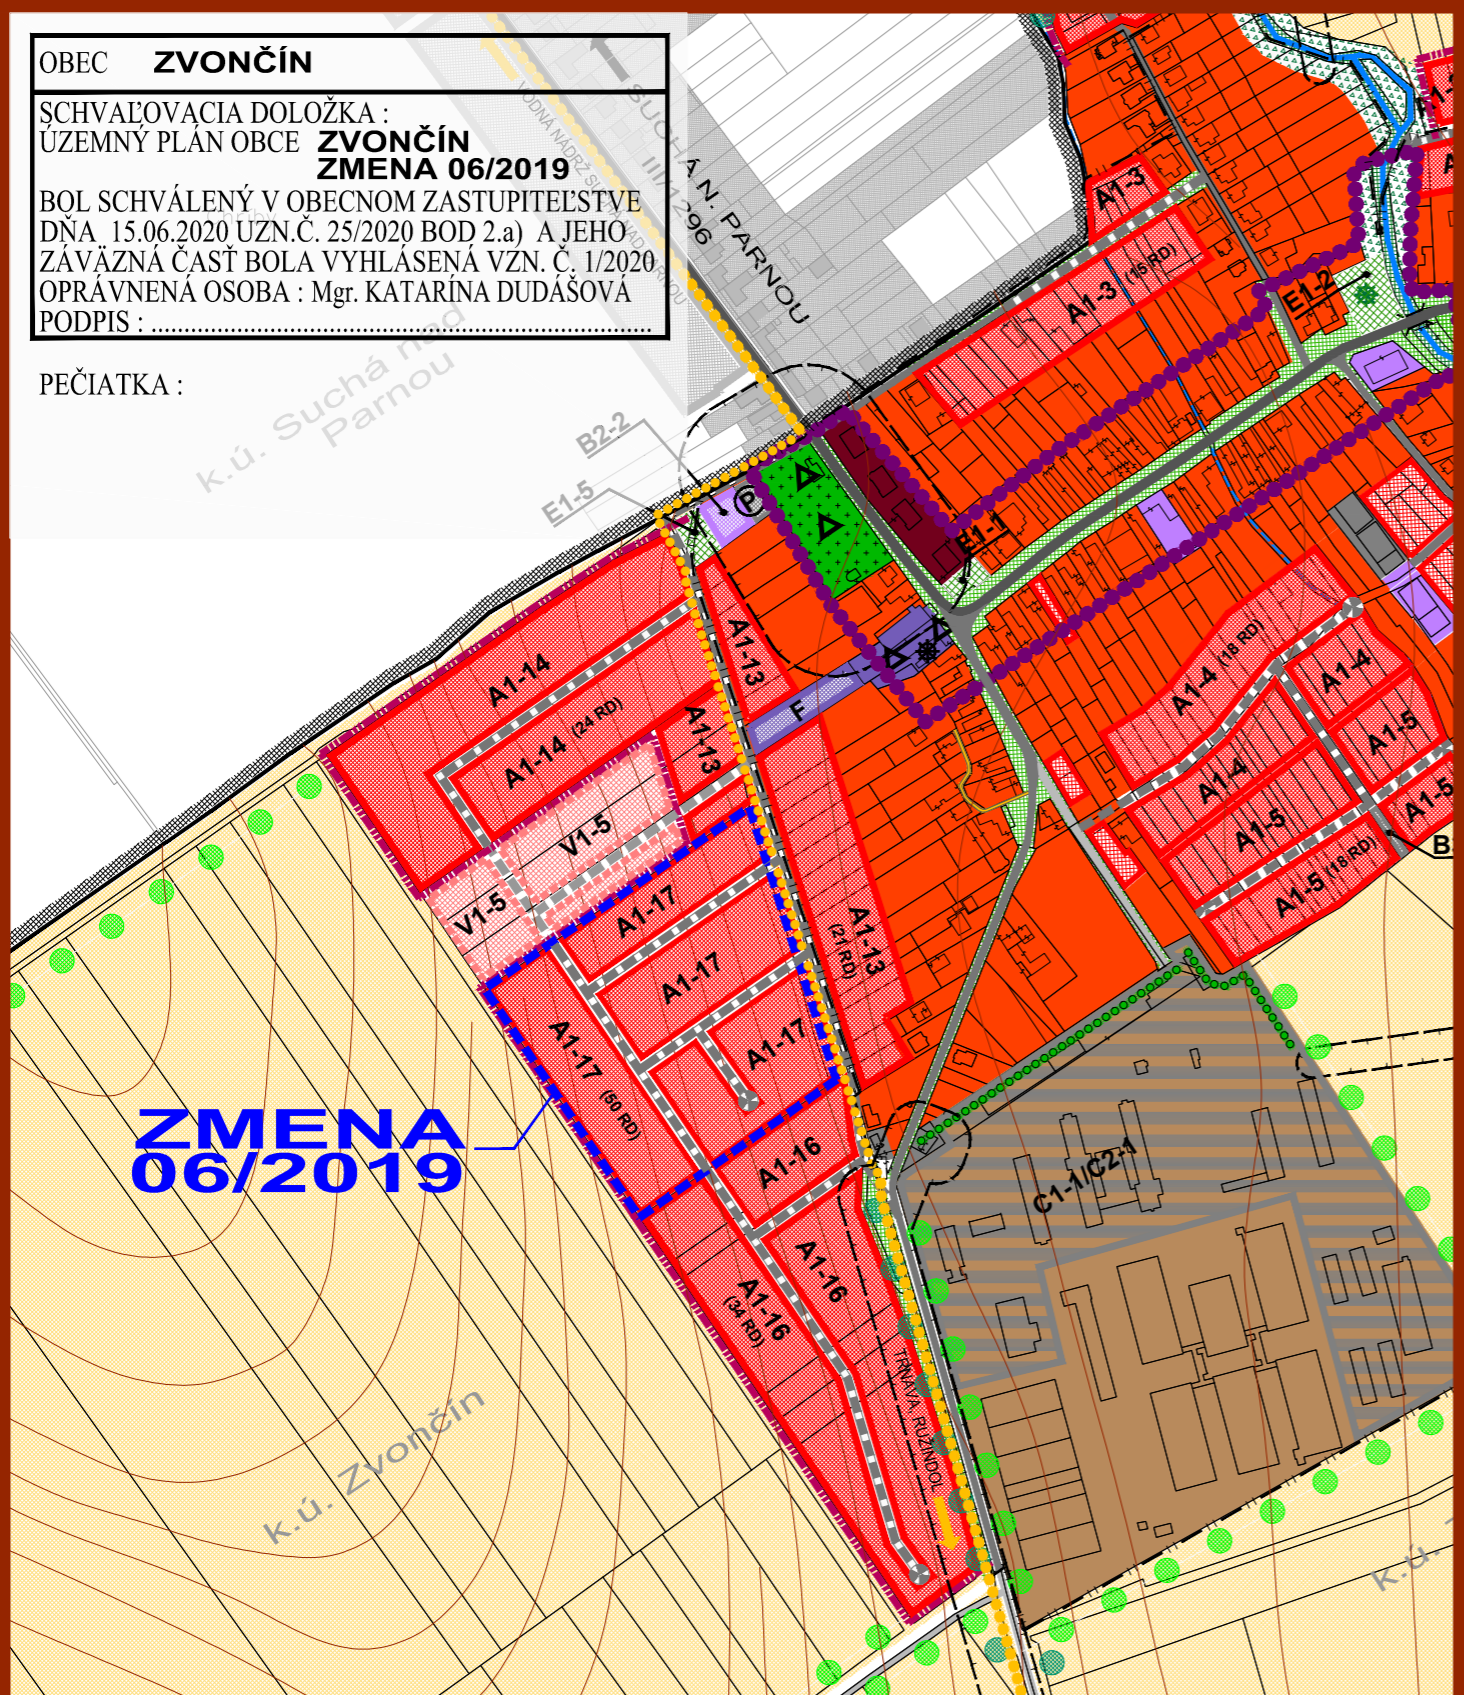 OBEC ZVONČÍN
SCHVAĽOVACIA DOLOŽKA :
ÚZEMNÝ PLÁN OBCE ZVONČÍN
ZMENA 06/2019
BOL SCHVÁLENÝ V OBECNOM ZASTUPITEĽSTVE
DŇA 15.06.2020 UZN.Č. 25/2020 BOD 2.a) A JEHO
ZÁVÄZNÁ ČASŤ BOLA VYHLÁSENÁ VZN. Č. 1/2020
OPRÁVNENÁ OSOBA : Mgr. KATARÍNA DUDÁŠOVÁ
PODPIS : ............................................................................
PEČIATKA :
SUCHÁ N. PARNOU
III/1296
k.ú. Suchá nad
Parnou
B2-2
E1-5
P
A1-3
A1-3 (15 RD)
E1-2
E1-1
A1-13
A1-14
A1-14 (24 RD)
A1-13
F
V1-5
V1-5
A1-4 (18 RD)
A1-4
A1-4
A1-5
A1-5
A1-5
A1-5 (18 RD)
A1-13
(21 RD)
A1-17
A1-17
A1-17
A1-17 (50 RD)
ZMENA
06/2019
A1-16
A1-16
A1-16
(34 RD)
C1-1/C2-1
TRNAVA, RUŽINDOL
k.ú. Zvončín
k.ú.